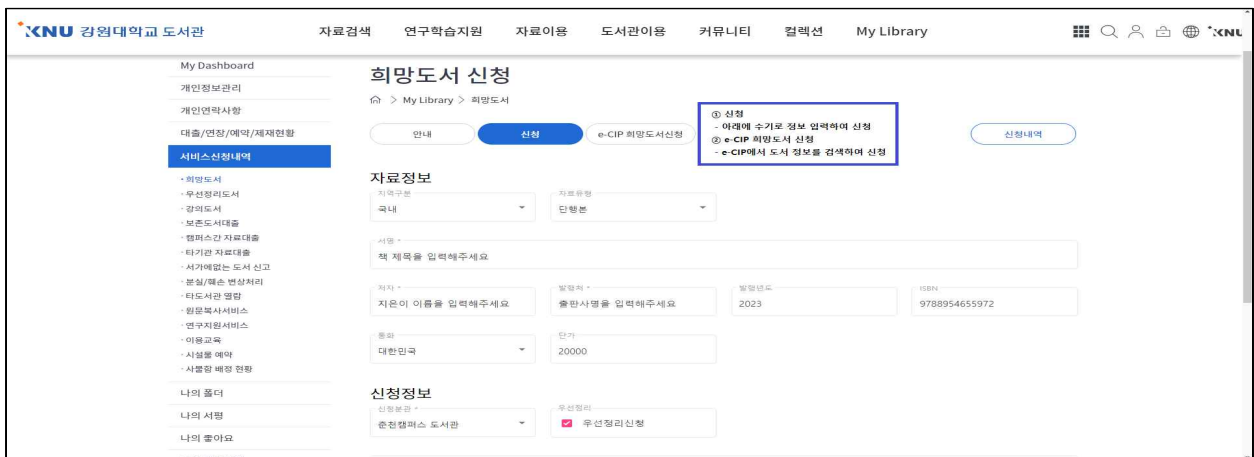 KNU 강원대학교 도서관
자료검색 연구학습지원 자료이용 도서관이용 커뮤니티 컬렉션 My Library
KNU
My Dashboard
개인정보관리
개인연락사항
대출/연장/예약/제재현황
서비스신청내역
· 희망도서
· 우선정리도서
· 강의도서
· 보존도서대출
· 캠퍼스간 자료대출
· 타기관 자료대출
· 서가에없는 도서 신고
· 분실/훼손 변상처리
· 타도서관 열람
· 원문복사서비스
· 연구지원서비스
· 이용교육
· 시설물 예약
· 사물함 배정 현황
나의 폴더
나의 서평
나의 좋아요
희망도서 신청
> My Library > 희망도서
안내 신청 e-CIP 희망도서신청
① 신청
- 아래에 수기로 정보 입력하여 신청
② e-CIP 희망도서 신청
- e-CIP에서 도서 정보를 검색하여 신청
신청내역
자료정보
지역구분 자료유형
국내 단행본
서명 *
책 제목을 입력해주세요
저자 * 발행처 * 발행년도 ISBN
지은이 이름을 입력해주세요 출판사명을 입력해주세요 2023 9788954655972
통화 단가
대한민국 20000
신청정보
신청분관 * 우선정리
춘천캠퍼스 도서관 우선정리신청